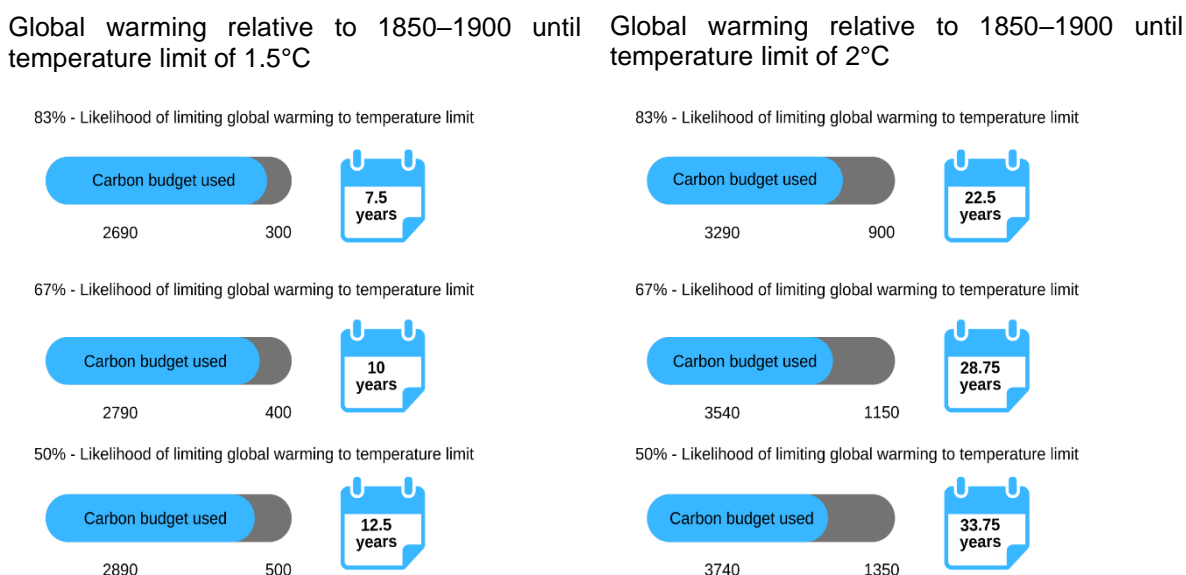 Global warming relative to 1850–1900 until
temperature limit of 1.5°C
83% - Likelihood of limiting global warming to temperature limit
Carbon budget used
7.5
years
2690
300
67% - Likelihood of limiting global warming to temperature limit
Carbon budget used
10
years
2790
400
50% - Likelihood of limiting global warming to temperature limit
Carbon budget used
12.5
years
2890
500
Global warming relative to 1850–1900 until
temperature limit of 2°C
83% - Likelihood of limiting global warming to temperature limit
Carbon budget used
22.5
years
3290
900
67% - Likelihood of limiting global warming to temperature limit
Carbon budget used
28.75
years
3540
1150
50% - Likelihood of limiting global warming to temperature limit
Carbon budget used
33.75
years
3740
1350